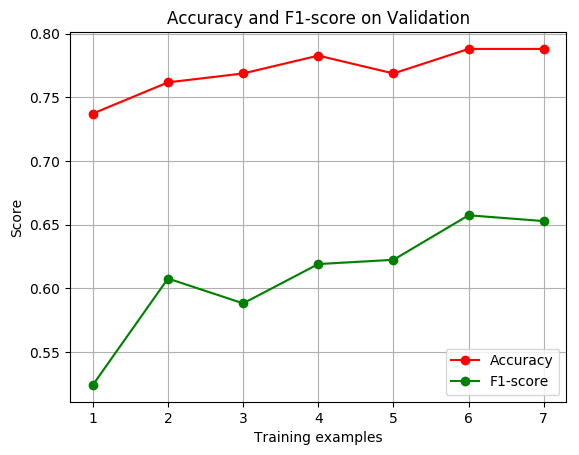 Accuracy and F1-score on Validation
0.80
0.75
0.70
0.65
0.60
0.55
Score
1 2 3 4 5 6 7
Training examples
Accuracy
F1-score